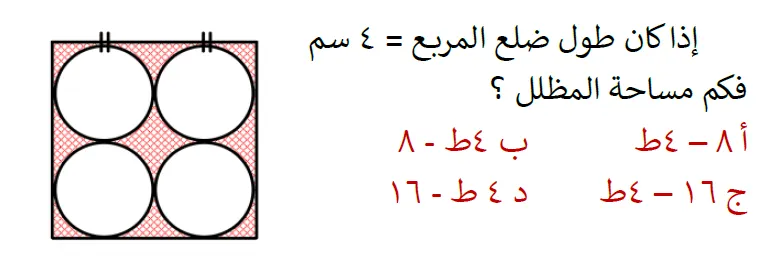 إذا كان طول ضلع المربع = ٤ سم
فكم مساحة المظلل ؟
أ ٨ – ٤ط ب ٤ط - ٨
ج ١٦ – ٤ط د ٤ ط - ١٦